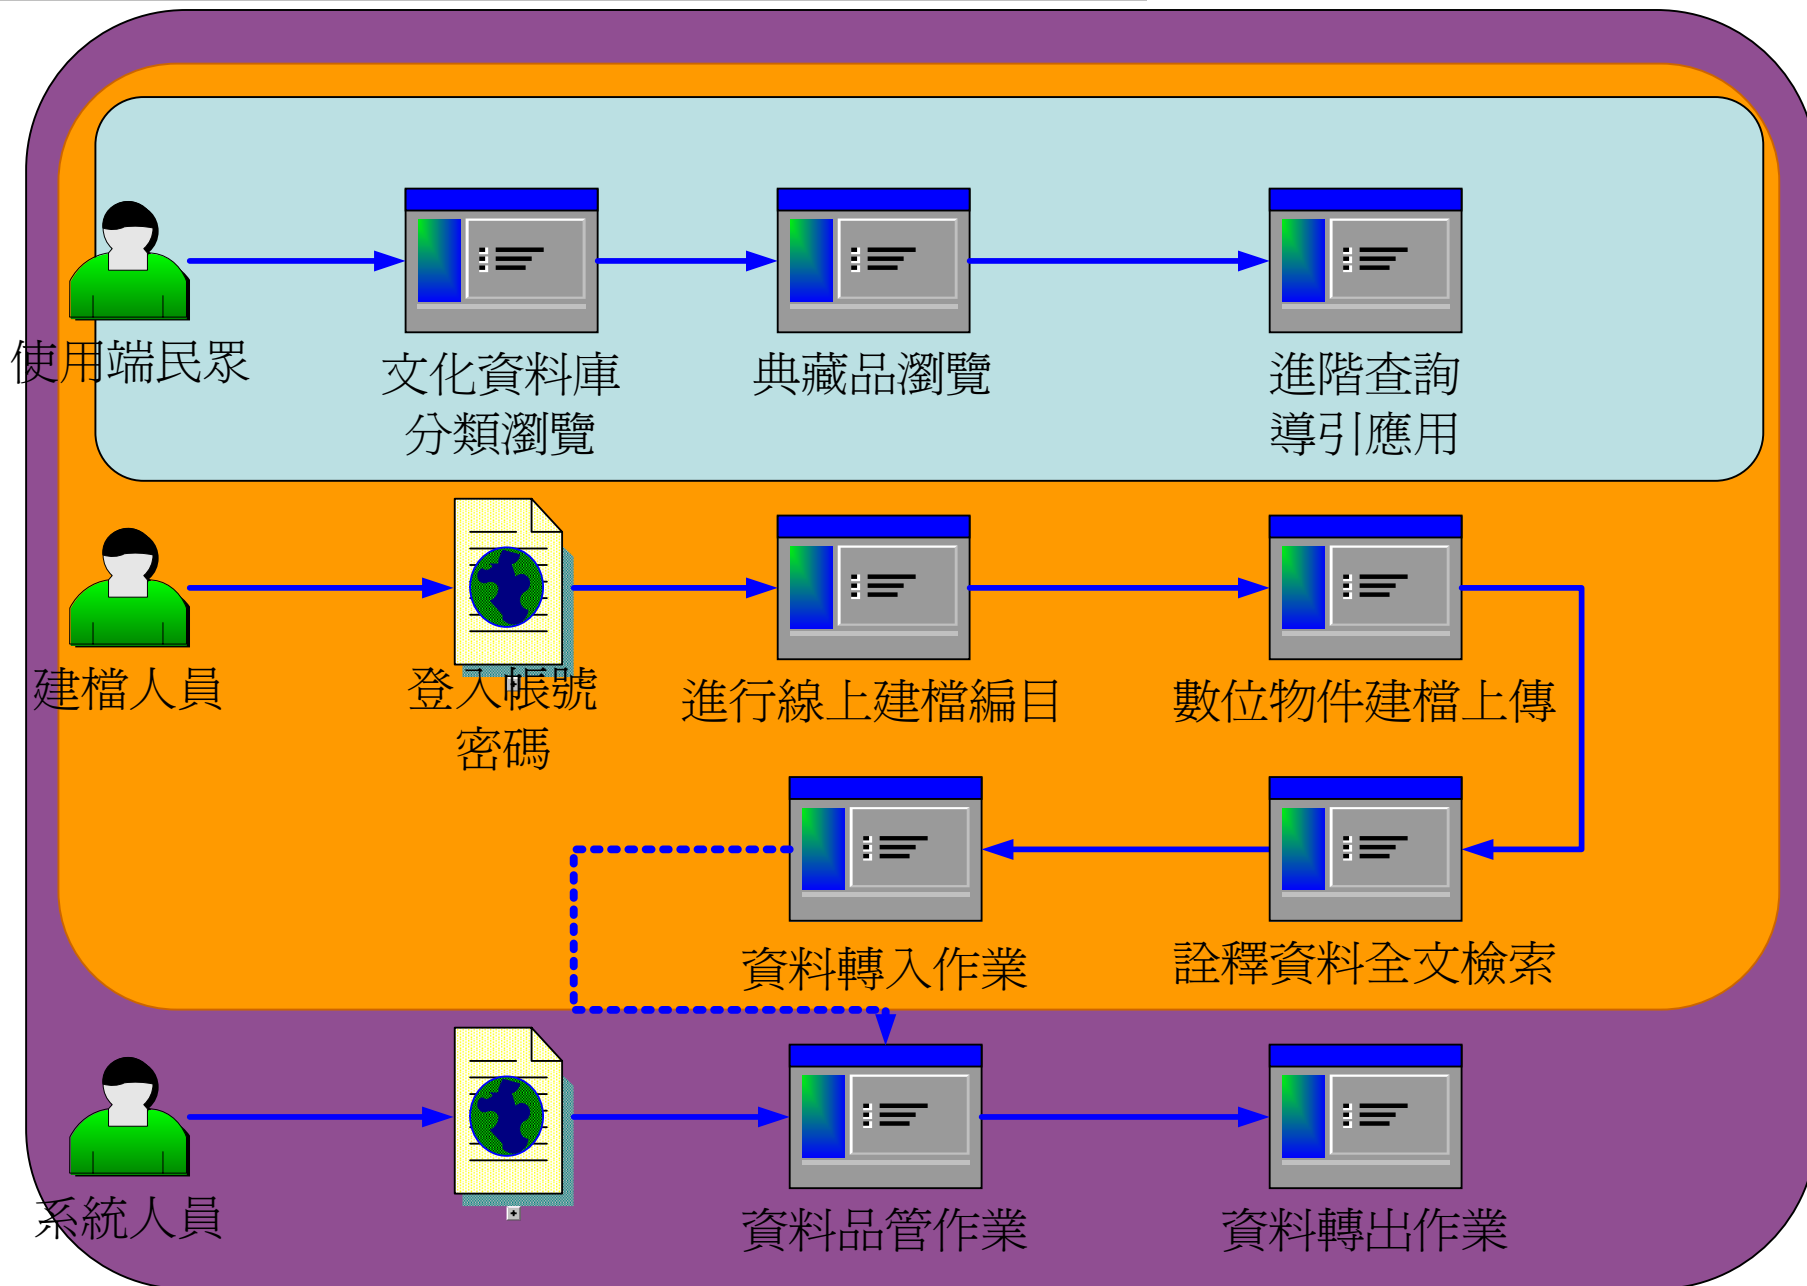 使用端民眾
文化資料庫
分類瀏覽
典藏品瀏覽
進階查詢
導引應用
建檔人員
登入帳號
密碼
進行線上建檔編目
數位物件建檔上傳
資料轉入作業
詮釋資料全文檢索
系統人員
資料品管作業
資料轉出作業